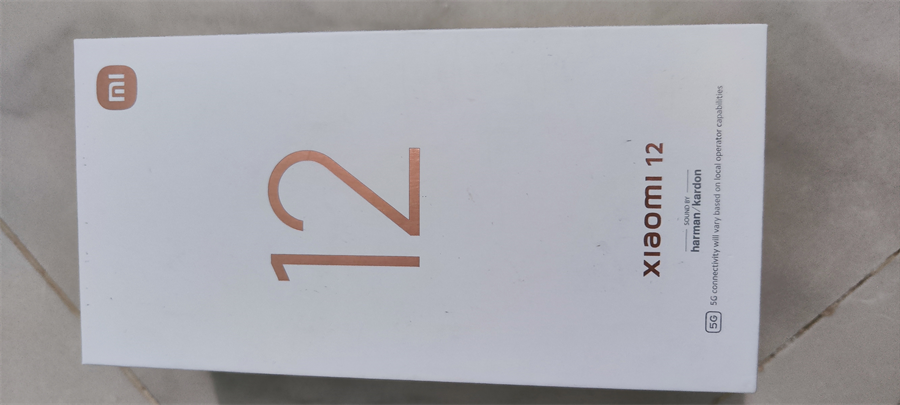 mi
12
xiaomi 12
SOUND BY
harman/kardon
5G 5G connectivity will vary based on local operator capabilities